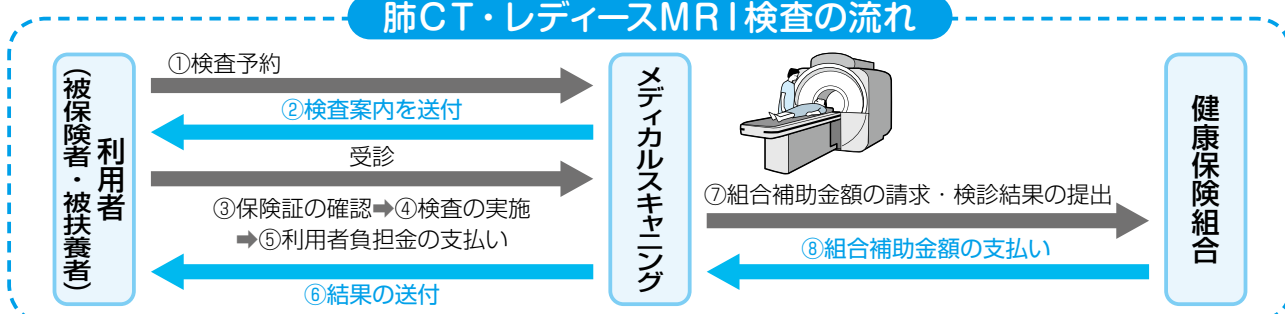 肺CT・レディースMRI検査の流れ
利用者
(被保険者・被扶養者)
①検査予約
②検査案内を送付
受診
③保険証の確認➡④検査の実施
➡⑤利用者負担金の支払い
⑥結果の送付
メディカルスキャニング
⑦組合補助金額の請求・検診結果の提出
⑧組合補助金額の支払い
健康保険組合